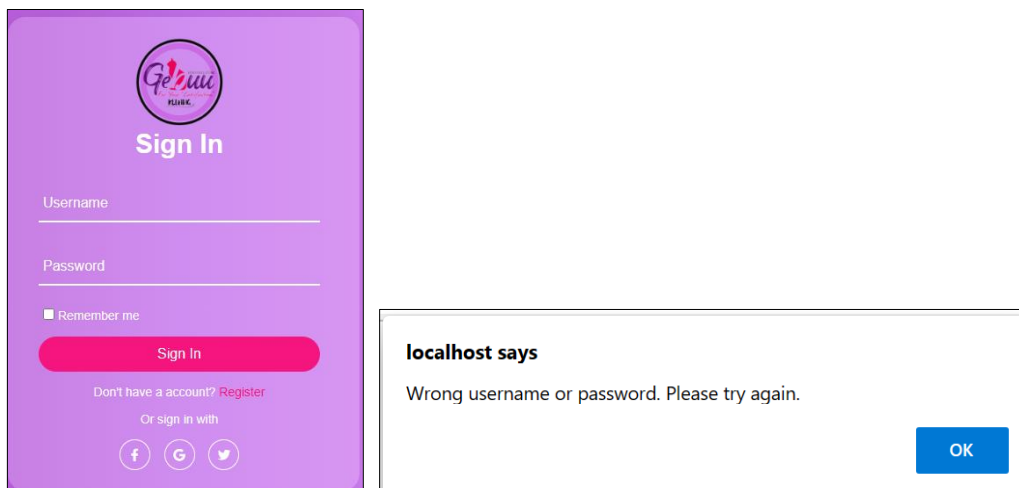 Gebuu
KLINIK
Sign In
Username
Password
Remember me
Sign In
Don't have a account? Register
Or sign in with
f G
localhost says
Wrong username or password. Please try again.
OK